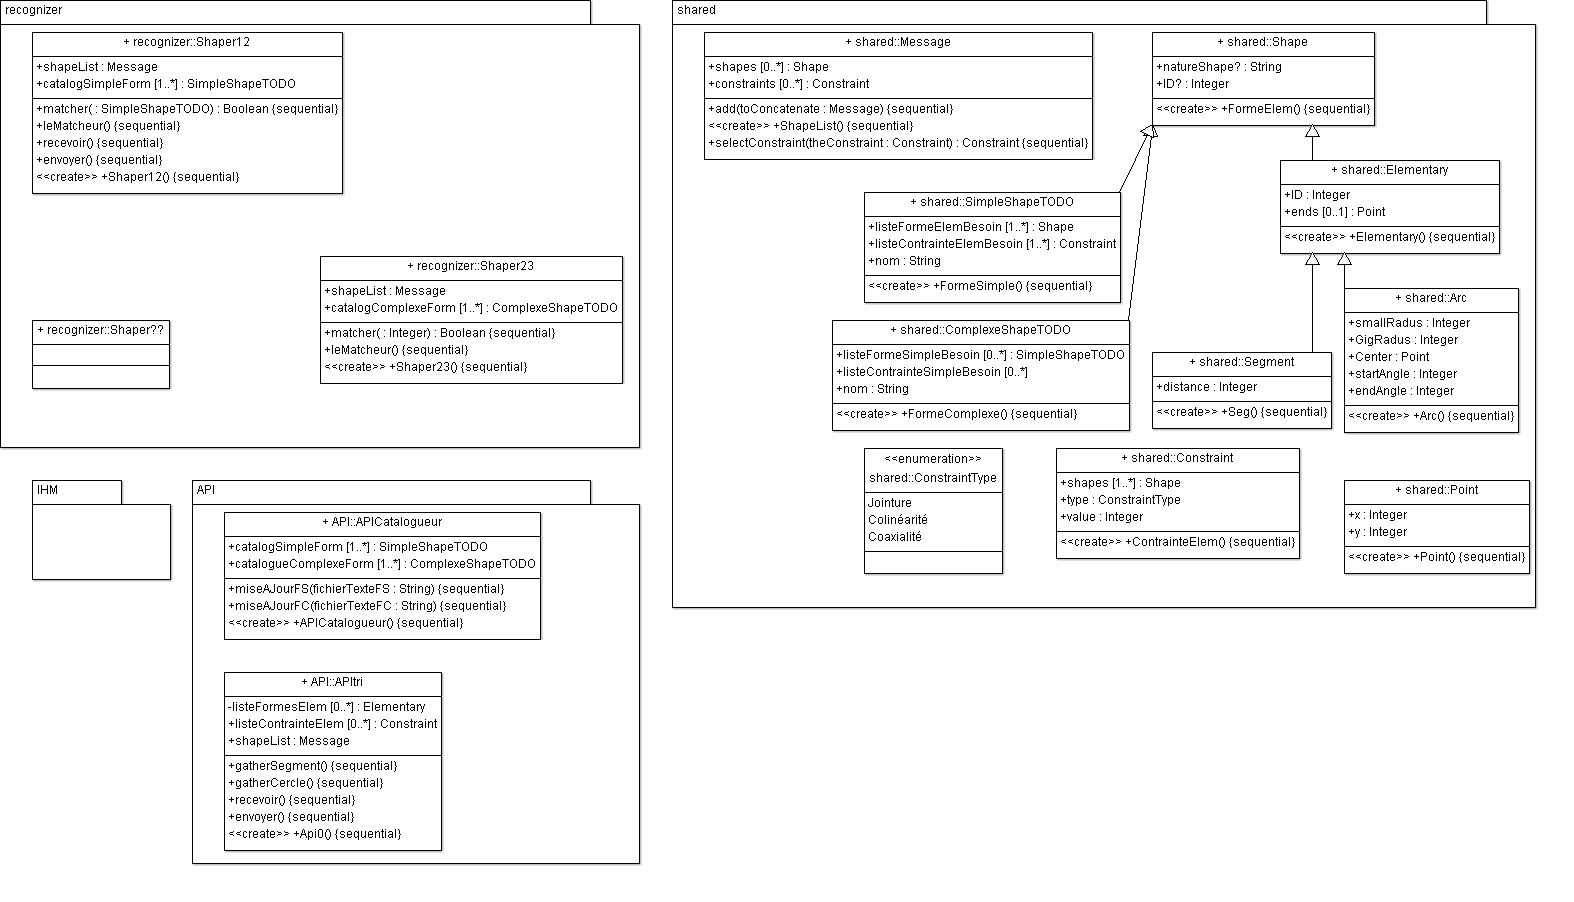 recognizer
+ recognizer::Shaper12
+shapeList : Message
+catalogSimpleForm [1..*] : SimpleShapeTODO
+matcher( : SimpleShapeTODO) : Boolean {sequential}
+leMatcheur() {sequential}
+recevoir() {sequential}
+envoyer() {sequential}
<<create>> +Shaper12() {sequential}
+ recognizer::Shaper23
+shapeList : Message
+catalogComplexeForm [1..*] : ComplexeShapeTODO
+matcher( : Integer) : Boolean {sequential}
+leMatcheur() {sequential}
<<create>> +Shaper23() {sequential}
+ recognizer::Shaper??
IHM
API
+ API::APICatalogueur
+catalogSimpleForm [1..*] : SimpleShapeTODO
+catalogueComplexeForm [1..*] : ComplexeShapeTODO
+miseAJourFS(fichierTexteFS : String) {sequential}
+miseAJourFC(fichierTexteFC : String) {sequential}
<<create>> +APICatalogueur() {sequential}
+ API::APItri
-listeFormesElem [0..*] : Elementary
+listeContrainteElem [0..*] : Constraint
+shapeList : Message
+gatherSegment() {sequential}
+gatherCercle() {sequential}
+recevoir() {sequential}
+envoyer() {sequential}
<<create>> +Api0() {sequential}
shared
+ shared::Message
+shapes [0..*] : Shape
+constraints [0..*] : Constraint
+add(toConcatenate : Message) {sequential}
<<create>> +ShapeList() {sequential}
+selectConstraint(theConstraint : Constraint) : Constraint {sequential}
+ shared::Shape
+natureShape? : String
+ID? : Integer
<<create>> +FormeElem() {sequential}
+ shared::Elementary
+ID : Integer
+ends [0..1] : Point
<<create>> +Elementary() {sequential}
+ shared::SimpleShapeTODO
+listeFormeElemBesoin [1..*] : Shape
+listeContrainteElemBesoin [1..*] : Constraint
+nom : String
<<create>> +FormeSimple() {sequential}
+ shared::Arc
+smallRadus : Integer
+GigRadus : Integer
+Center : Point
+startAngle : Integer
+endAngle : Integer
<<create>> +Arc() {sequential}
+ shared::ComplexeShapeTODO
+listeFormeSimpleBesoin [0..*] : SimpleShapeTODO
+listeContrainteSimpleBesoin [0..*]
+nom : String
<<create>> +FormeComplexe() {sequential}
+ shared::Segment
+distance : Integer
<<create>> +Seg() {sequential}
<<enumeration>>
shared::ConstraintType
Jointure
Colinéarité
Coaxialité
+ shared::Constraint
+shapes [1..*] : Shape
+type : ConstraintType
+value : Integer
<<create>> +ContrainteElem() {sequential}
+ shared::Point
+x : Integer
+y : Integer
<<create>> +Point() {sequential}